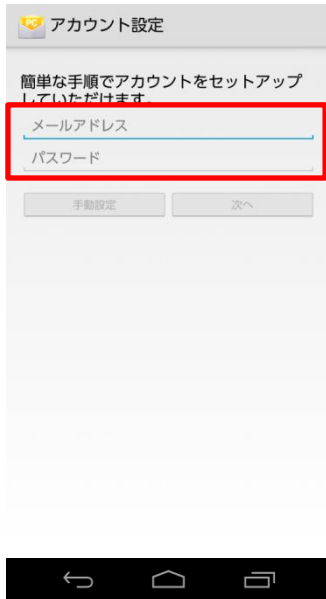 PC
アカウント設定
簡単な手順でアカウントをセットアップ
していただけます。
メールアドレス
パスワード
手動設定
次へ